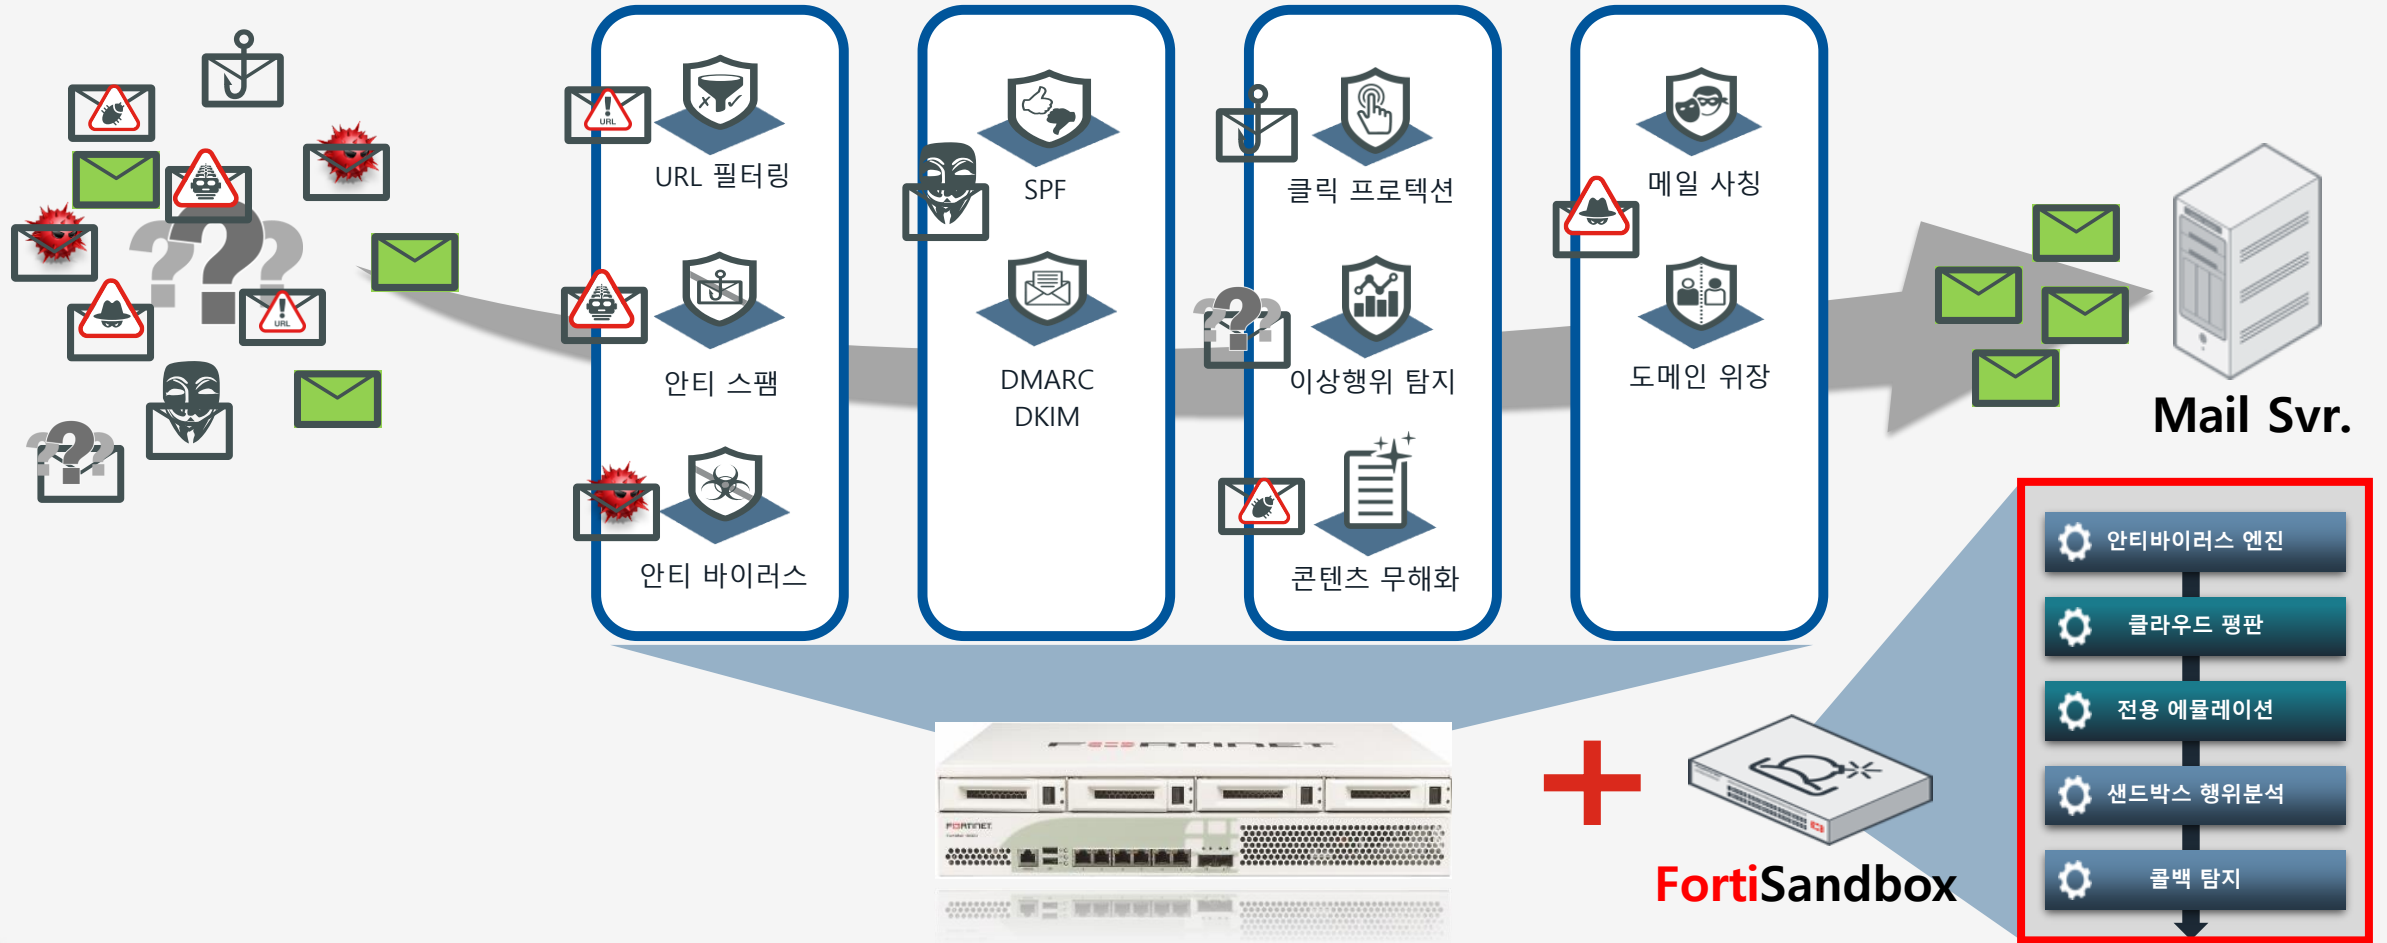 URL
URL 필터링
안티 스팸
안티 바이러스
SPF
DMARC
DKIM
클릭 프로텍션
이상행위 탐지
콘텐츠 무해화
메일 사칭
도메인 위장
URL
Mail Svr.
안티바이러스 엔진
클라우드 평판
전용 에뮬레이션
샌드박스 행위분석
콜백 탐지
FORTINET
FORTINET
FortiSandbox